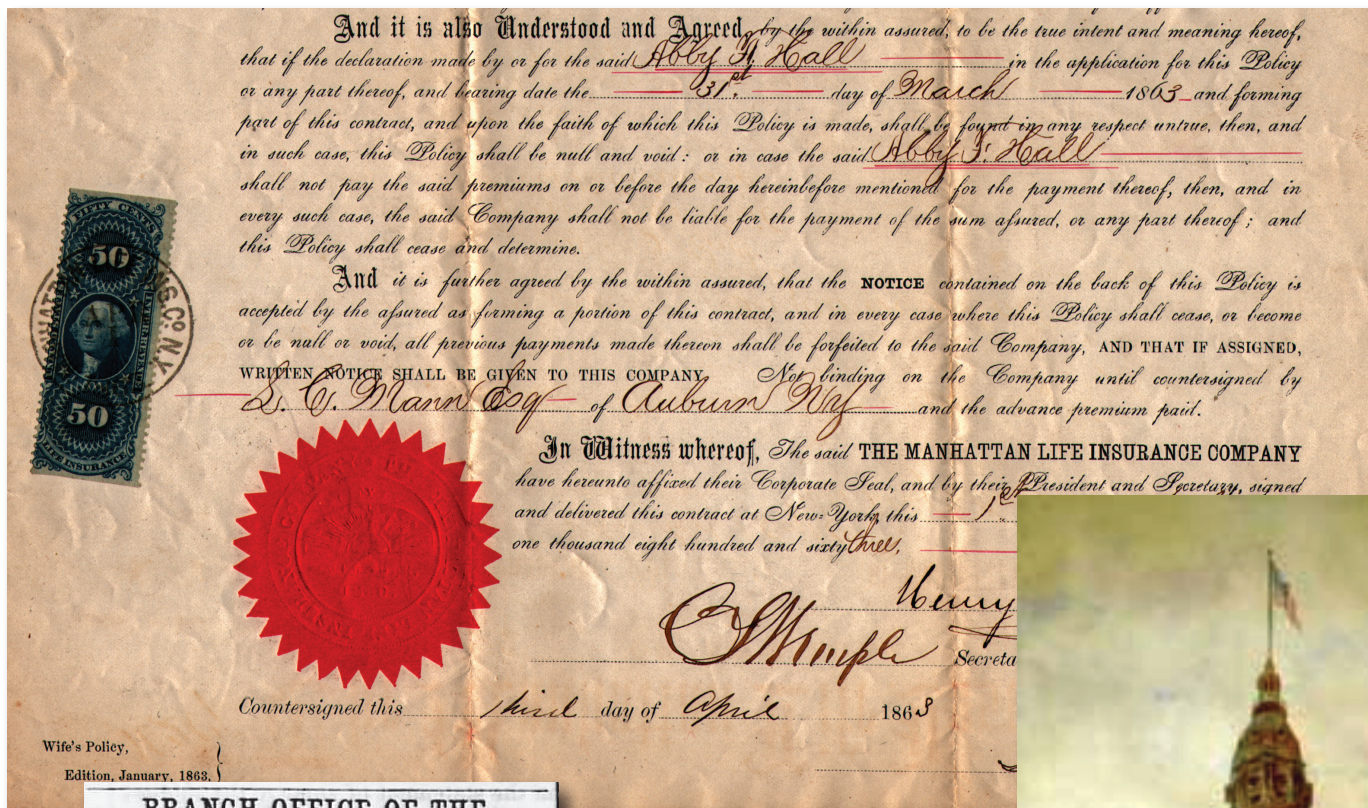 And it is also Understood and Agreed, by the within assured, to be the true intent and meaning hereof,
that if the declaration made by or for the said Abby F. Hall in the application for this Policy
or any part thereof, and bearing date the 31st. day of March 1863 and forming
part of this contract, and upon the faith of which this Policy is made, shall be found in any respect untrue, then, and
in such case, this Policy shall be null and void: or in case the said Abby F. Hall
shall not pay the said premiums on or before the day hereinbefore mentioned for the payment thereof, then, and in
every such case, the said Company shall not be liable for the payment of the sum aſsured, or any part thereof; and
this Policy shall cease and determine.
And it is further agreed by the within assured, that the NOTICE contained on the back of this Policy is
accepted by the aſsured as forming a portion of this contract, and in every case where this Policy shall cease, or become
or be null or void, all previous payments made thereon shall be forfeited to the said Company, AND THAT IF ASSIGNED,
WRITTEN NOTICE SHALL BE GIVEN TO THIS COMPANY. Not binding on the Company until countersigned by
L. C. Mann Esq of Auburn Ny and the advance premium paid.
In Witness whereof, The said THE MANHATTAN LIFE INSURANCE COMPANY
have hereunto affixed their Corporate Seal, and by their President and Secretary, signed
and delivered this contract at New-York, this 1st
one thousand eight hundred and sixty three,
Henry
Secreta
Countersigned this third day of April 1863
Wife's Policy,
Edition, January, 1863.
FIFTY CENTS
50
INTER. REVENUE
50
LIFE INSURANCE
CO. N.Y.
BRANCH OFFICE OF THE